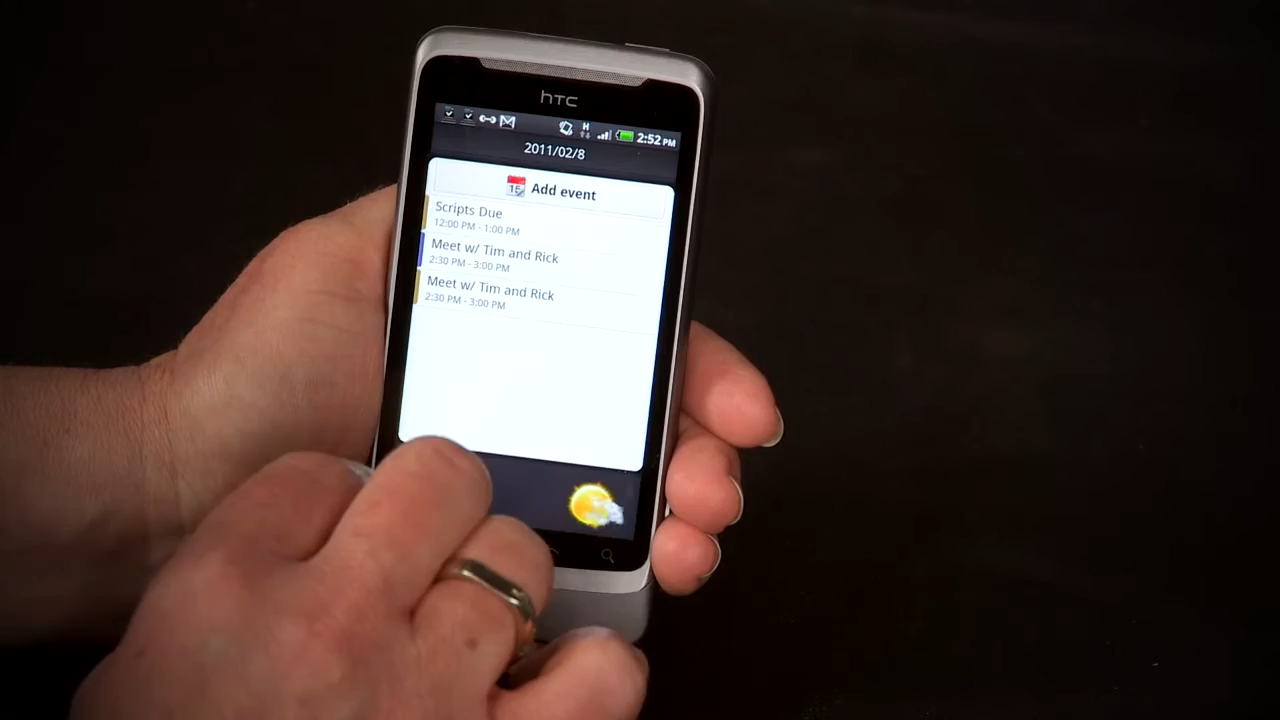 hTC
H
2:52 PM
2011/02/8
15
Add event
Scripts Due
12:00 PM - 1:00 PM
Meet w/ Tim and Rick
2:30 PM - 3:00 PM
Meet w/ Tim and Rick
2:30 PM - 3:00 PM